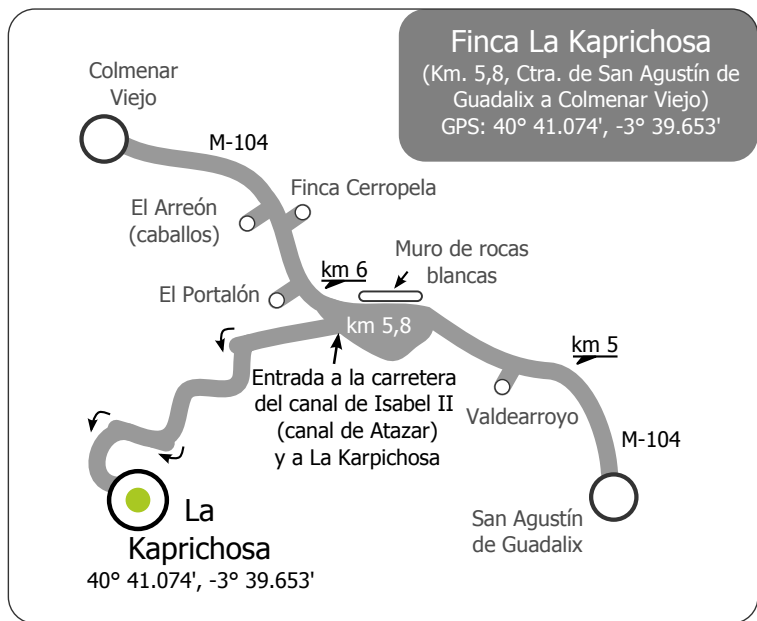 Finca La Kaprichosa
(Km. 5,8, Ctra. de San Agustín de
Guadalix a Colmenar Viejo)
GPS: 40° 41.074', -3° 39.653'
Colmenar
Viejo
M-104
Finca Cerropela
El Arreón
(caballos)
Muro de rocas
blancas
km 6
El Portalón
km 5,8
km 5
Entrada a la carretera
del canal de Isabel II
(canal de Atazar)
y a La Karpichosa
Valdearroyo
M-104
San Agustín
de Guadalix
La
Kaprichosa
40° 41.074', -3° 39.653'